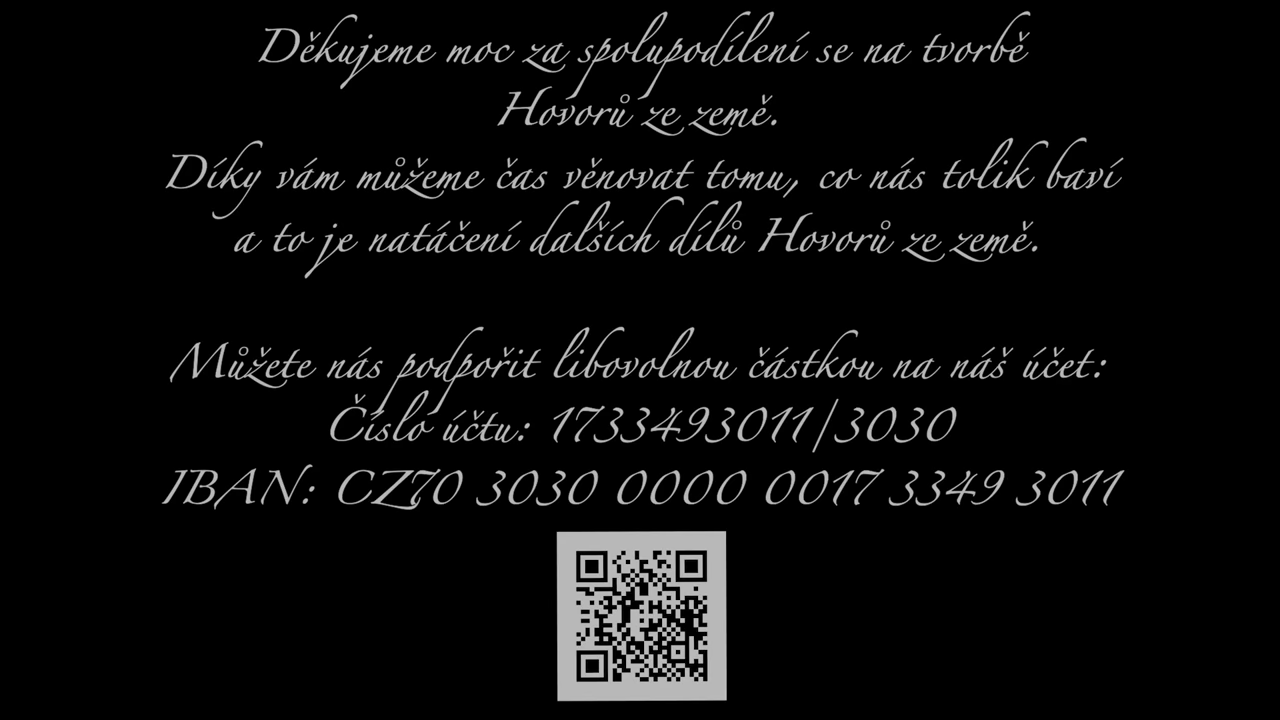 Děkujeme moc za spolupodílení se na tvorbě
Hovorů ze země.
Díky vám můžeme čas věnovat tomu, co nás tolik baví
a to je natáčení dalších dílů Hovorů ze země.
Můžete nás podpořit libovolnou částkou na náš účet:
Číslo účtu: 1733493011/3030
IBAN: CZ70 3030 0000 0017 3349 3011